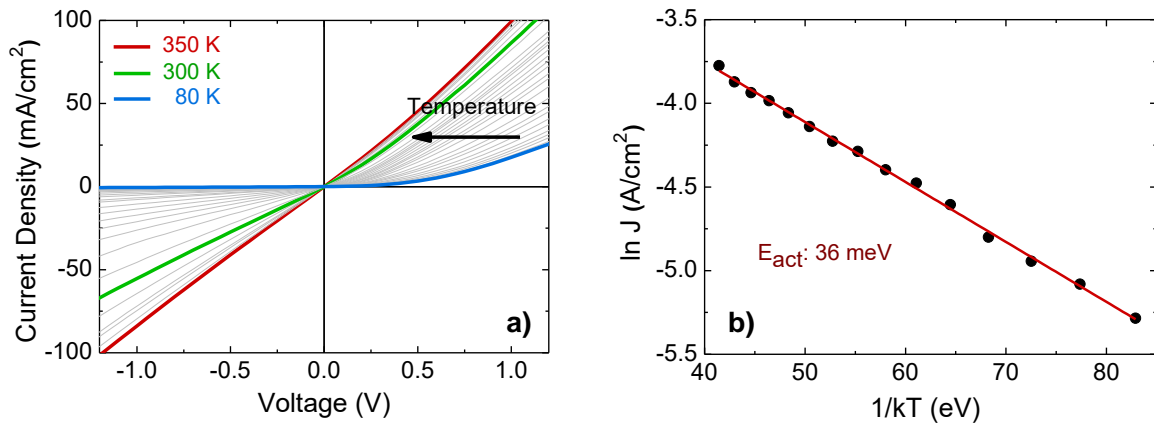 100
50
0
-50
-100
350 K
300 K
80 K
Temperature
a)
-1.0 -0.5 0.0 0.5 1.0
Voltage (V)
Current Density (mA/cm²)
-3.5
-4.0
-4.5
-5.0
-5.5
E_act: 36 meV
b)
40 50 60 70 80
1/kT (eV)
ln J (A/cm²)